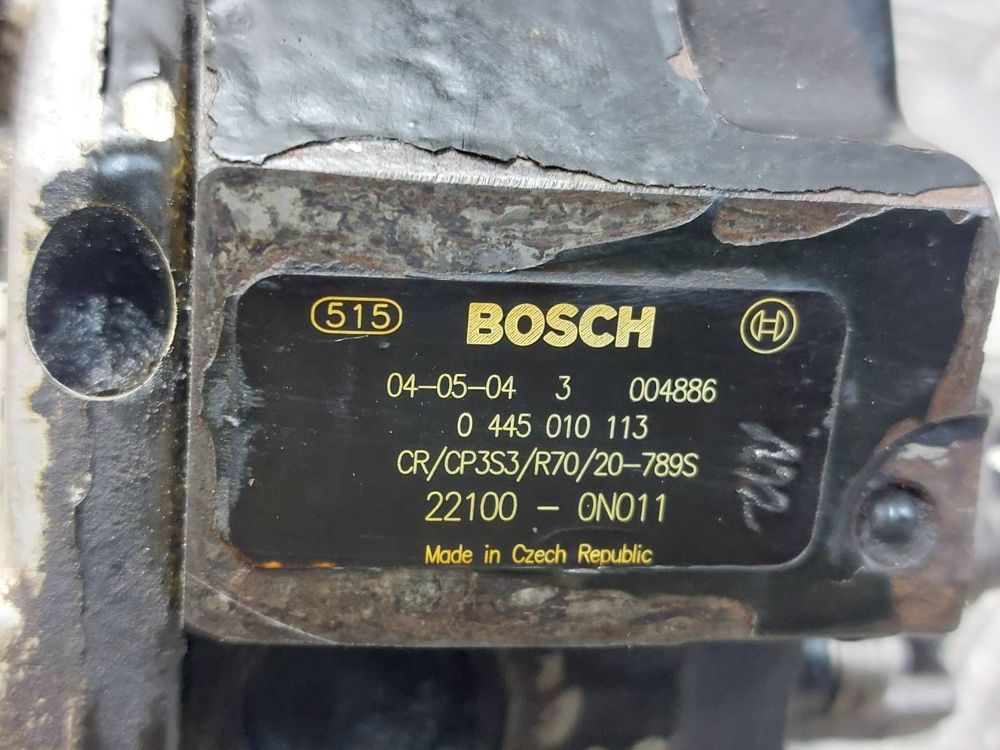 515 BOSCH H
04-05-04 3 004886
0 445 010 113
CR/CP3S3/R70/20-789S
22100 - 0N011
Made in Czech Republic